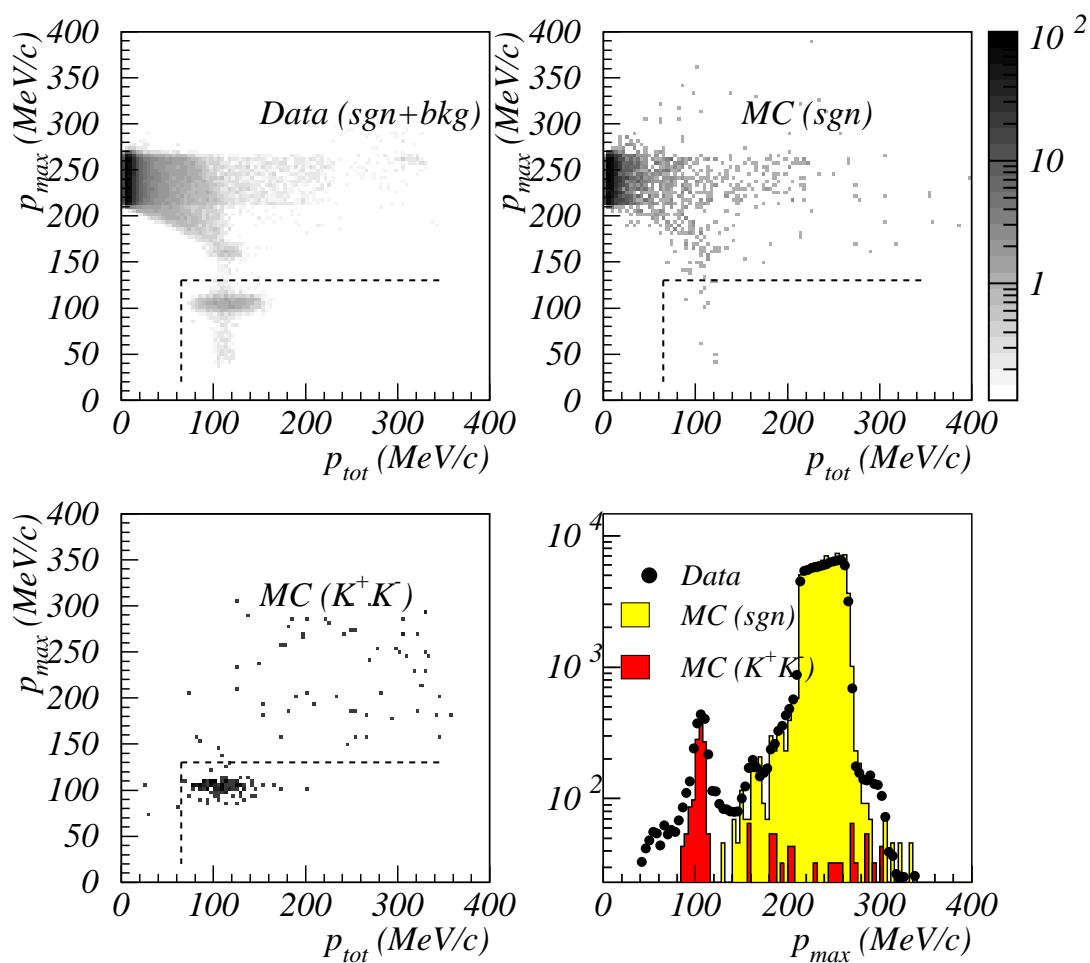 p_max (MeV/c)
400
350
300
250
200
150
100
50
0
Data (sgn+bkg)
0 100 200 300 400
p_tot (MeV/c)
p_max (MeV/c)
400
350
300
250
200
150
100
50
0
MC (sgn)
0 100 200 300 400
p_tot (MeV/c)
10^2
10
1
p_max (MeV/c)
400
350
300
250
200
150
100
50
0
MC (K^+K^-)
0 100 200 300 400
p_tot (MeV/c)
10^4
10^3
10^2
Data
MC (sgn)
MC (K^+K^-)
0 100 200 300 400
p_max (MeV/c)